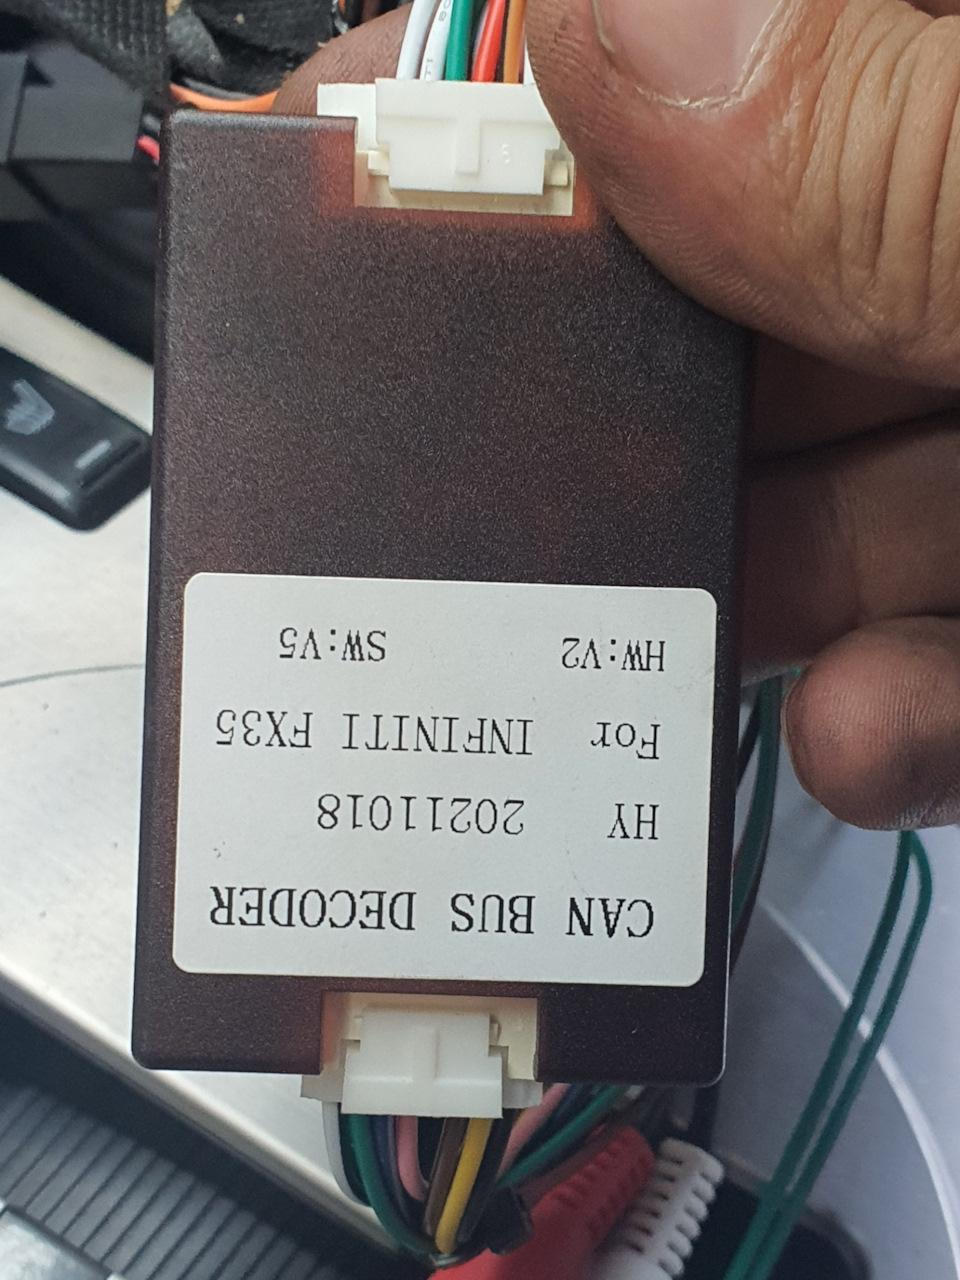 CAN BUS DECODER
HY 20211018
For INFINITI FX35
HW:V2 SW:V5